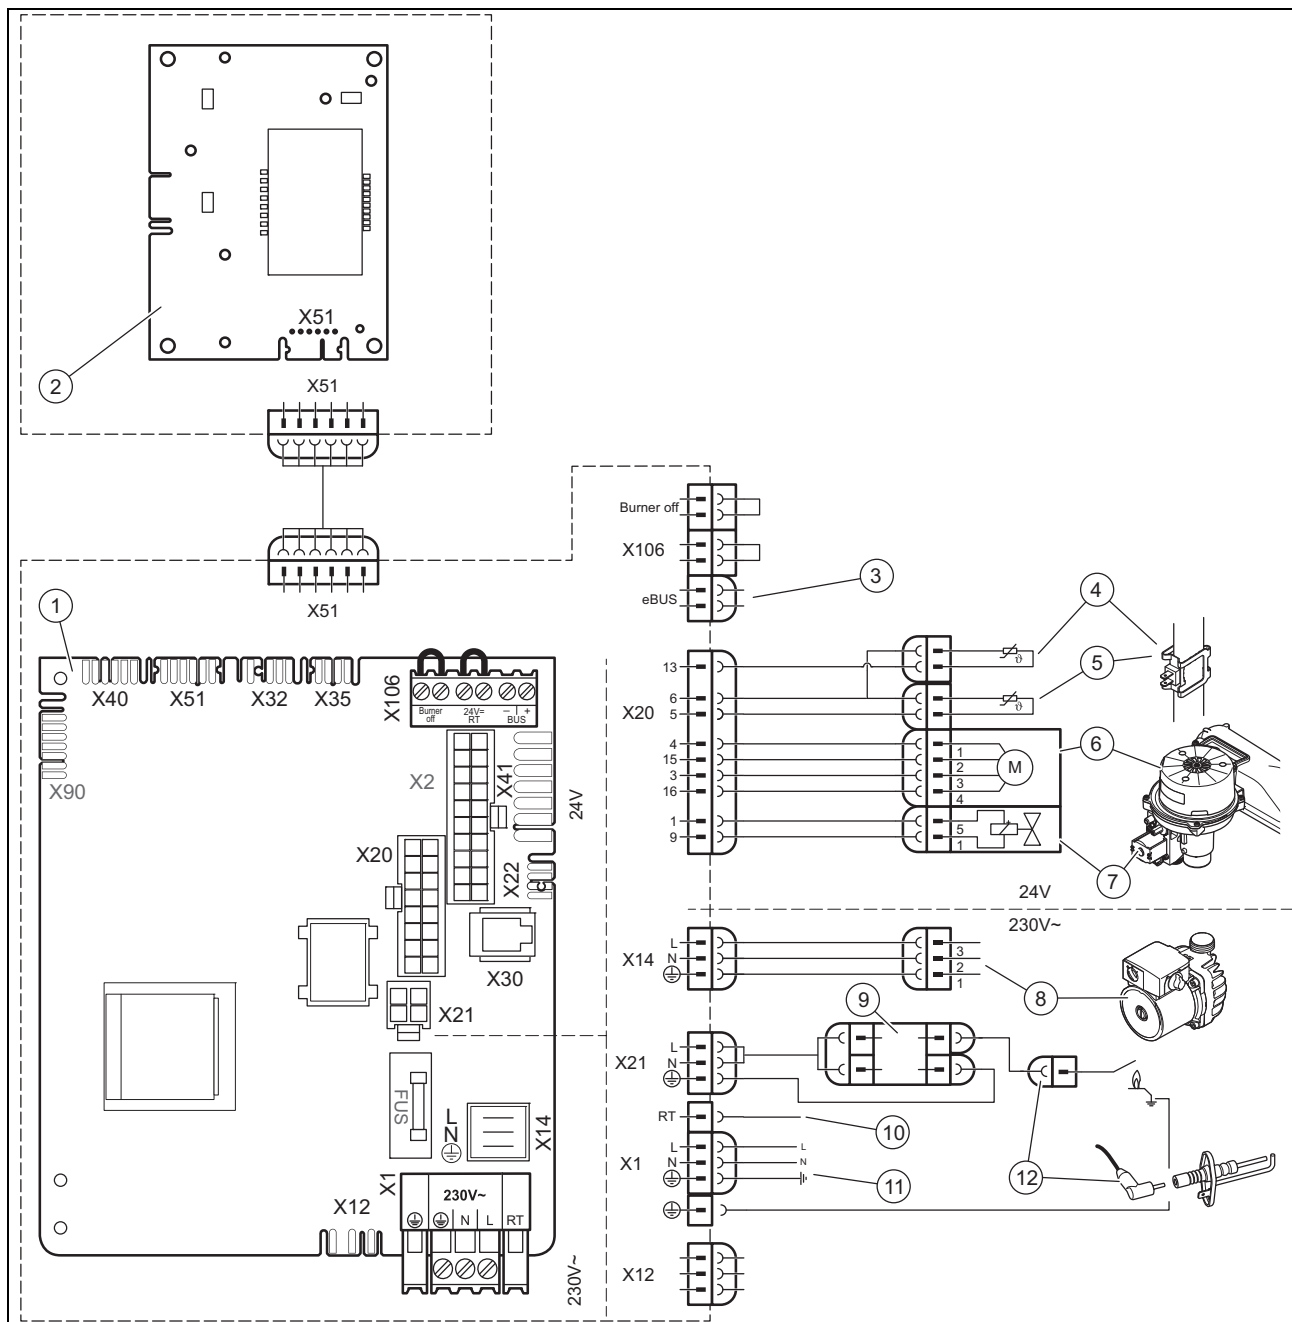 X51
2
X51
X51
1
X40
X51
X32
X35
X106
Burner off
24V= RT
– | + BUS
X90
X2
X41
24V
X20
X22
X30
X21
FUS
L
N
X14
X1
230V~
N
L
RT
X12
230V~
Burner off
X106
eBUS
3
X20
13
6
5
4
15
3
16
1
9
ϑ
4
ϑ
5
1
2
3
4
M
6
5
1
7
24V
230V~
X14
L
N
3
2
1
8
9
X21
L
N
RT
10
X1
L
N
L
N
11
12
X12